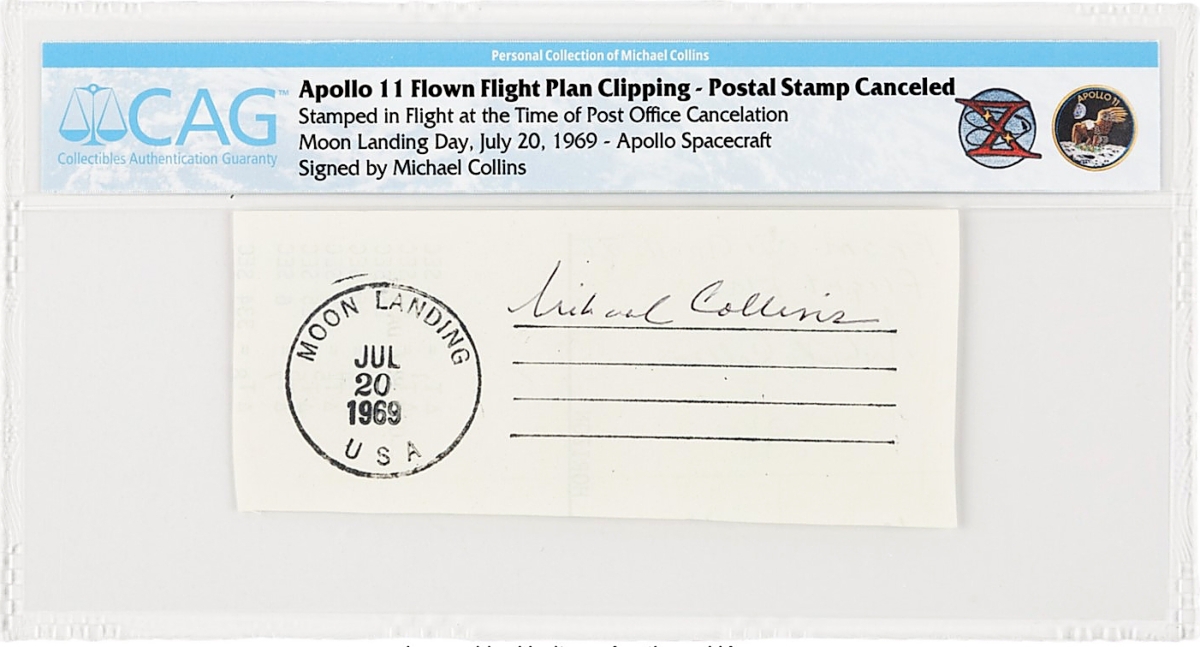 Personal Collection of Michael Collins
CAG™
Collectibles Authentication Guaranty
Apollo 11 Flown Flight Plan Clipping - Postal Stamp Canceled
Stamped in Flight at the Time of Post Office Cancelation
Moon Landing Day, July 20, 1969 - Apollo Spacecraft
Signed by Michael Collins
APOLLO 11
MOON LANDING
JUL
20
1969
USA
Michael Collins